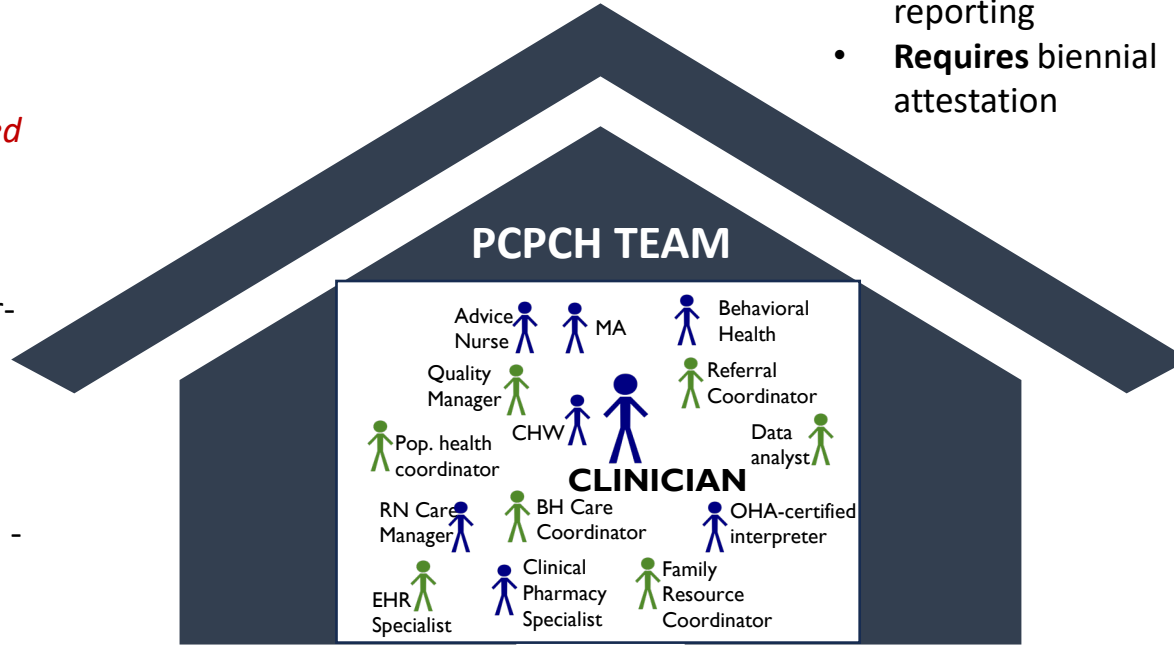 reporting
• Requires biennial
attestation
ed
r-
-
PCPCH TEAM
Advice
Nurse
MA
Behavioral
Health
Quality
Manager
Referral
Coordinator
CHW
Data
analyst
Pop. health
coordinator
CLINICIAN
RN Care
Manager
BH Care
Coordinator
OHA-certified
interpreter
EHR
Specialist
Clinical
Pharmacy
Specialist
Family
Resource
Coordinator